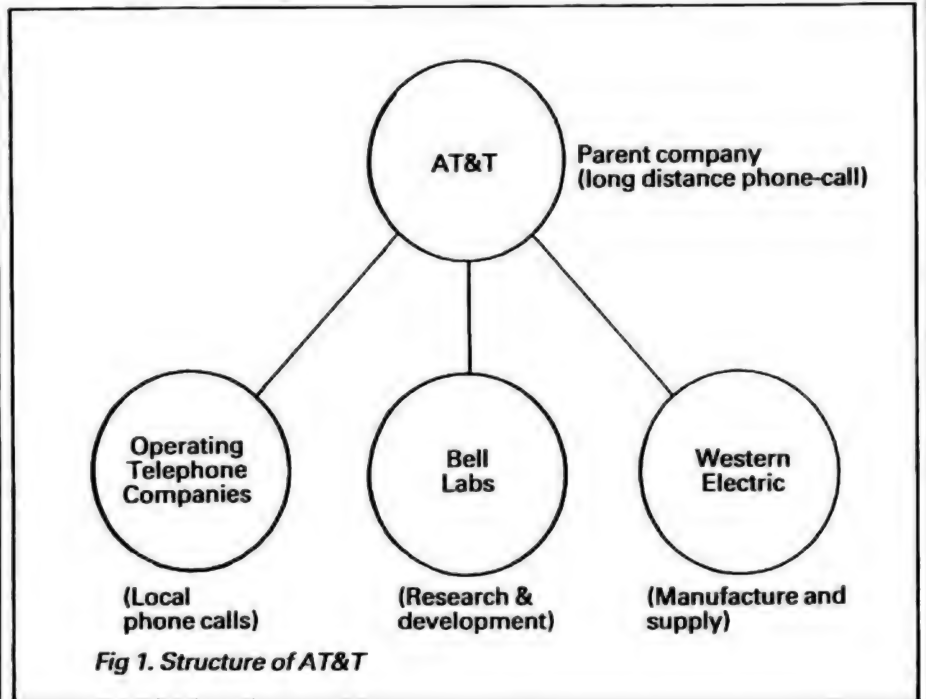 AT&T
Parent company
(long distance phone-call)
Operating
Telephone
Companies
(Local
phone calls)
Bell
Labs
(Research &
development)
Western
Electric
(Manufacture and
supply)
Fig 1. Structure of AT&T